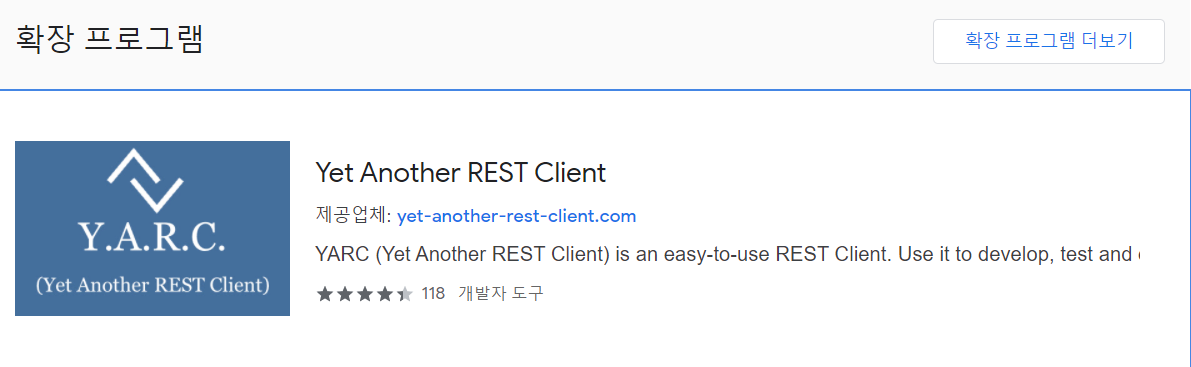 확장 프로그램
확장 프로그램 더보기
Y.A.R.C.
(Yet Another REST Client)
Yet Another REST Client
제공업체: yet-another-rest-client.com
YARC (Yet Another REST Client) is an easy-to-use REST Client. Use it to develop, test and
118 개발자 도구